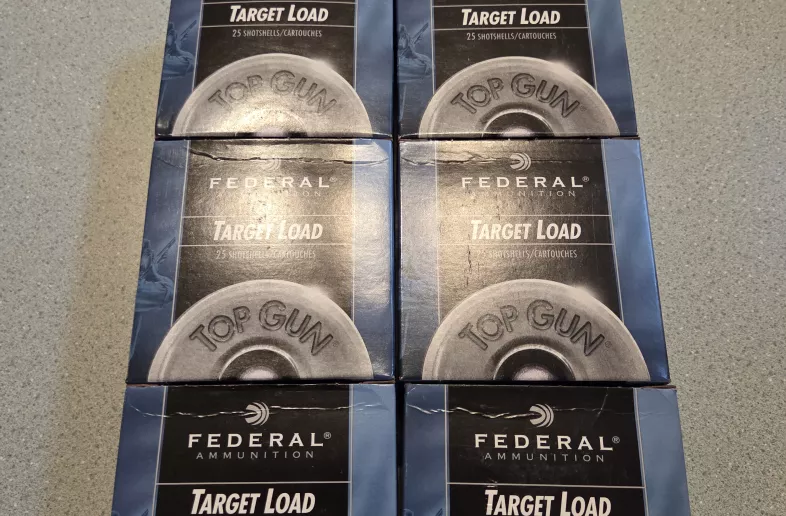 TARGET LOAD
25 SHOTSHELLS/CARTOUCHES
TOP GUN
TARGET LOAD
25 SHOTSHELLS/CARTOUCHES
TOP GUN
FEDERAL®
AMMUNITION
TARGET LOAD
25 SHOTSHELLS/CARTOUCHES
TOP GUN
FEDERAL®
AMMUNITION
TARGET LOAD
SHOTSHELLS/CARTOUCHES
TOP GUN
FEDERAL®
AMMUNITION
TARGET LOAD
FEDERAL®
AMMUNITION
TARGET LOAD